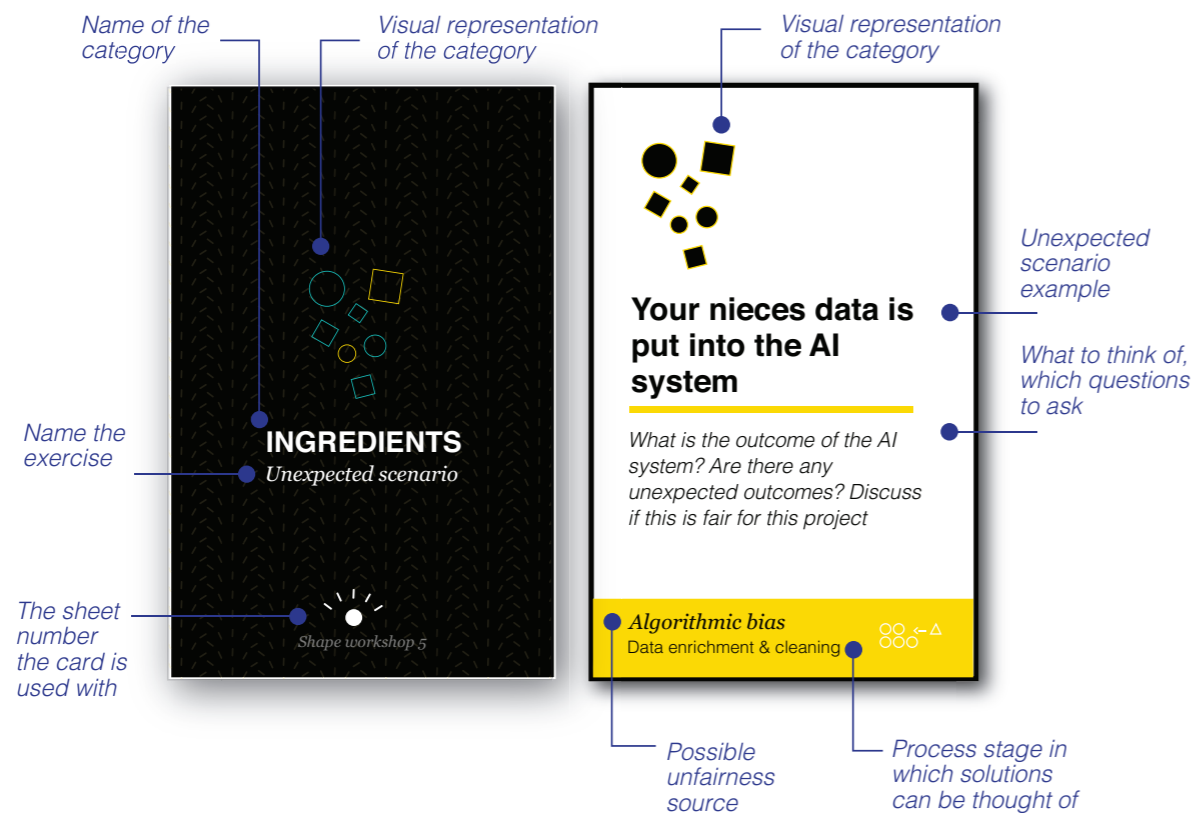 Name of the
category
Visual representation
of the category
Visual representation
of the category
INGREDIENTS
Unexpected scenario
Name the
exercise
The sheet
number
the card is
used with
Shape workshop 5
Your nieces data is
put into the AI
system
What is the outcome of the AI
system? Are there any
unexpected outcomes? Discuss
if this is fair for this project
Unexpected
scenario
example
What to think of,
which questions
to ask
Algorithmic bias
Data enrichment & cleaning
Possible
unfairness
source
Process stage in
which solutions
can be thought of